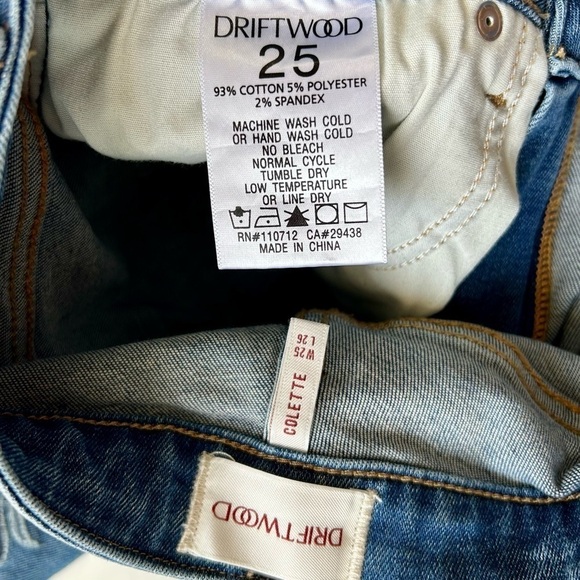 DRIFTWOOD
25
93% COTTON 5% POLYESTER
2% SPANDEX
MACHINE WASH COLD
OR HAND WASH COLD
NO BLEACH
NORMAL CYCLE
TUMBLE DRY
LOW TEMPERATURE
OR LINE DRY
RN#110712 CA#29438
MADE IN CHINA
COLETTE
W25
L26
DRIFTWOOD